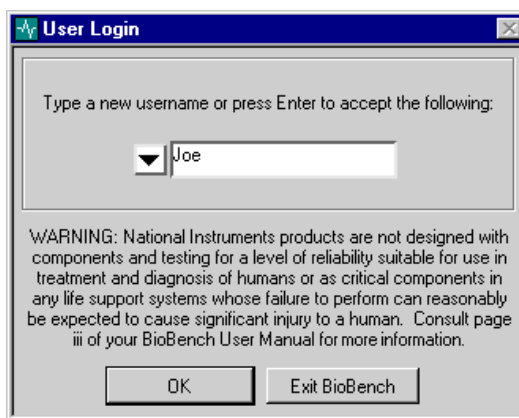 User Login
Type a new username or press Enter to accept the following:
Joe
WARNING: National Instruments products are not designed with
components and testing for a level of reliability suitable for use in
treatment and diagnosis of humans or as critical components in
any life support systems whose failure to perform can reasonably
be expected to cause significant injury to a human. Consult page
iii of your BioBench User Manual for more information.
OK
Exit BioBench